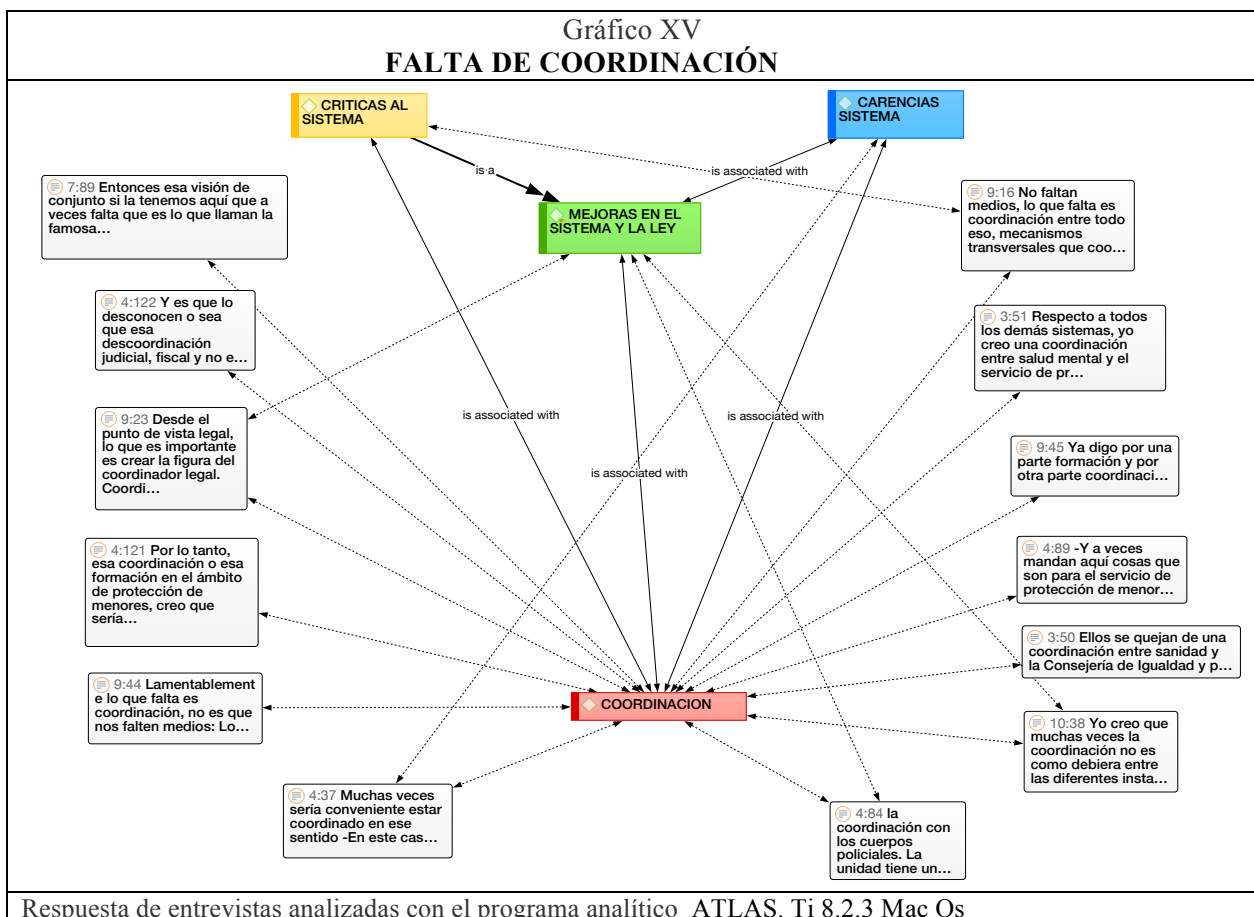 Gráfico XV
FALTA DE COORDINACIÓN
CRITICAS AL
SISTEMA
CARENCIAS
SISTEMA
is a
is associated with
MEJORAS EN EL
SISTEMA Y LA LEY
7:89 Entonces esa visión de
conjunto si la tenemos aquí que a
veces falta que es lo que llaman la
famosa…
9:16 No faltan
medios, lo que falta es
coordinación entre todo
eso, mecanismos
transversales que coo…
4:122 Y es que lo
desconocen o sea
que esa
descoordinación
judicial, fiscal y no e…
3:51 Respecto a todos
los demás sistemas, yo
creo una coordinación
entre salud mental y el
servicio de pr…
9:23 Desde el
punto de vista legal,
lo que es importante
es crear la figura del
coordinador legal.
Coordi…
is associated with
is associated with
is associated with
9:45 Ya digo por una
parte formación y por
otra parte coordinaci…
4:121 Por lo tanto,
esa coordinación o esa
formación en el ámbito
de protección de
menores, creo que
sería…
4:89 -Y a veces
mandan aquí cosas que
son para el servicio de
protección de menor…
3:50 Ellos se quejan de una
coordinación entre sanidad y
la Consejería de Igualdad y p…
9:44 Lamentablement
e lo que falta es
coordinación, no es que
nos falten medios: Lo…
COORDINACION
10:38 Yo creo que
muchas veces la
coordinación no es
como debiera entre
las diferentes insta…
4:37 Muchas veces
sería conveniente estar
coordinado en ese
sentido -En este cas…
4:84 la
coordinación con
los cuerpos
policiales. La
unidad tiene un…
Respuesta de entrevistas analizadas con el programa analítico ATLAS. Ti 8.2.3 Mac Os